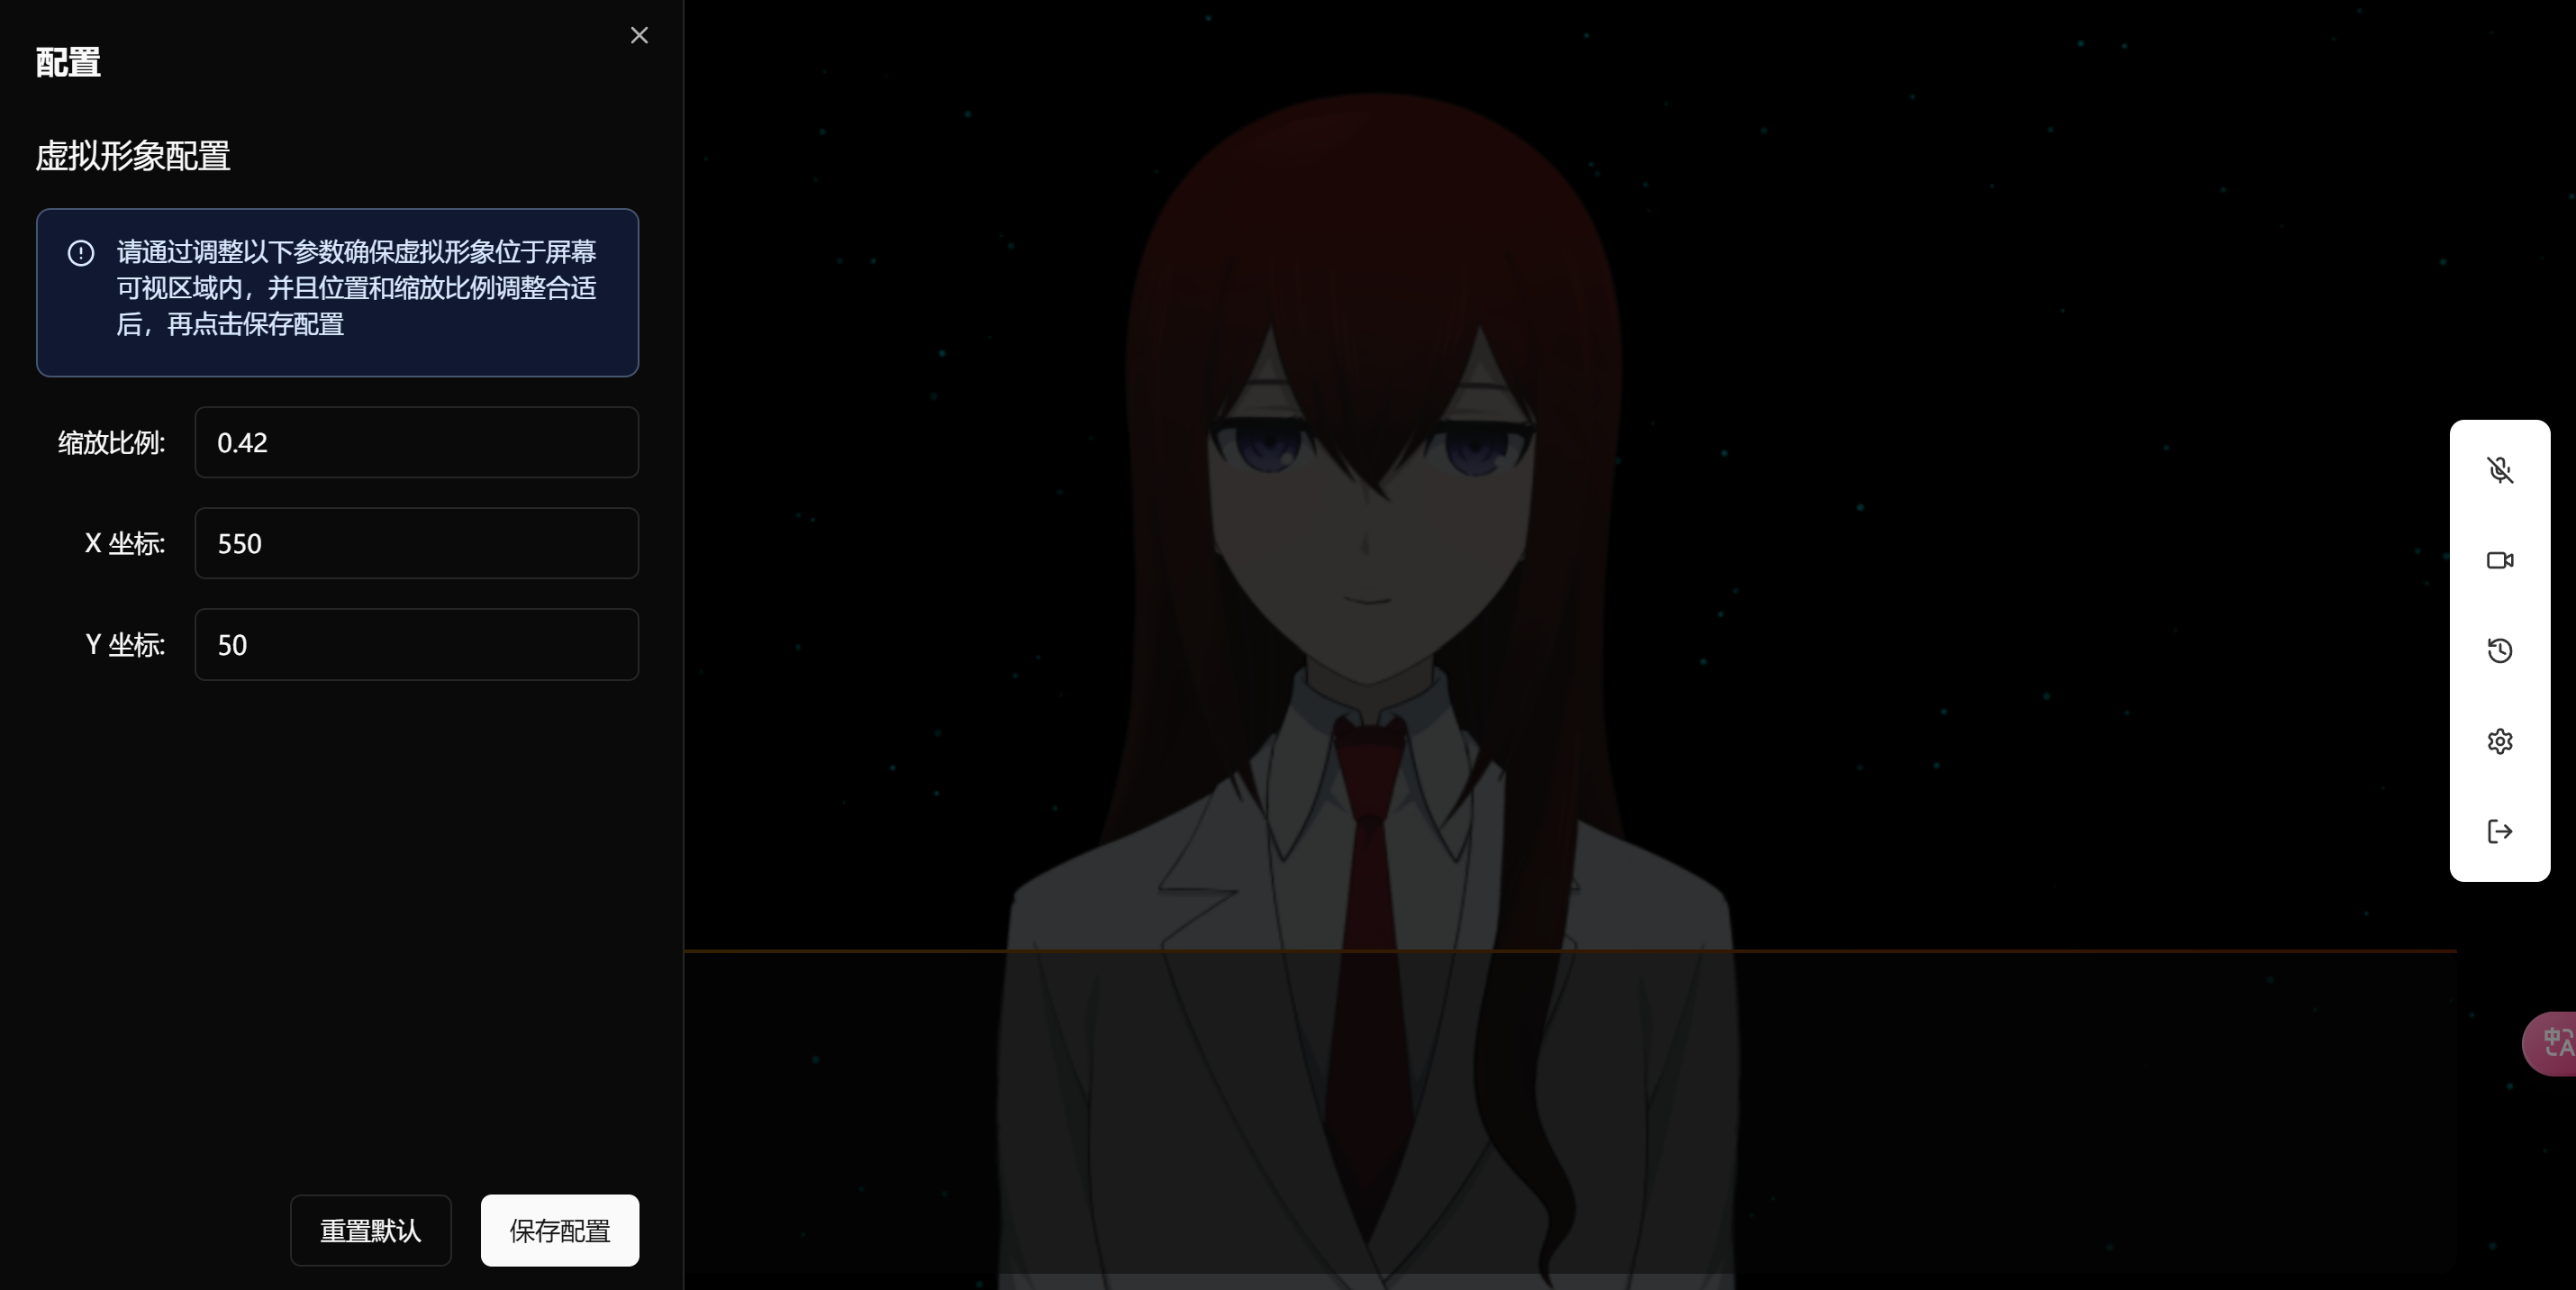 配置
虚拟形象配置
请通过调整以下参数确保虚拟形象位于屏幕
可视区域内，并且位置和缩放比例调整合适
后，再点击保存配置
缩放比例:
0.42
X 坐标:
550
Y 坐标:
50
重置默认
保存配置
中A